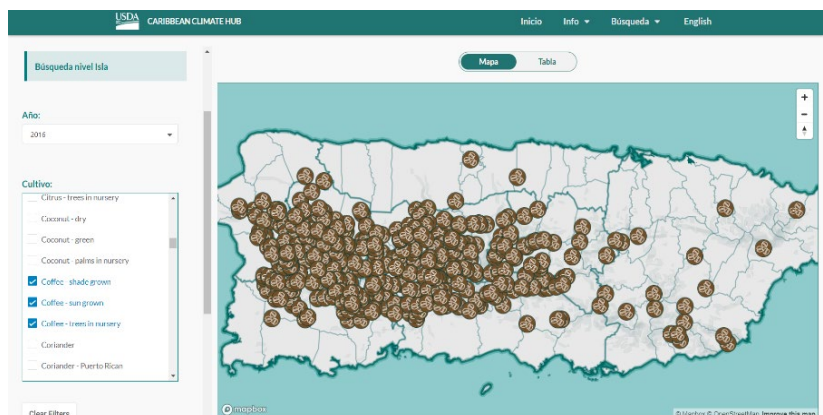 USDA
CARIBBEAN CLIMATE HUB
Inicio
Info
Búsqueda
English
Búsqueda nivel Isla
Mapa
Tabla
Año:
2016
Cultivo:
Citrus - trees in nursery
Coconut - dry
Coconut - green
Coconut - palms in nursery
Coffee - shade grown
Coffee - sun grown
Coffee - trees in nursery
Coriander
Coriander - Puerto Rican
Clear Filters
mapbox
© Mapbox © OpenStreetMap Improve this map